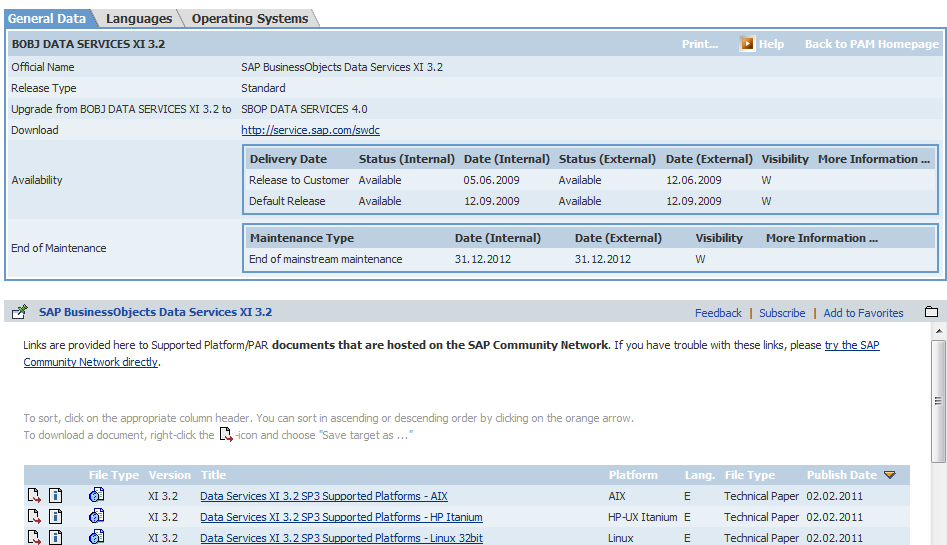 General Data Languages Operating Systems
BOBJ DATA SERVICES XI 3.2 Print... Help Back to PAM Homepage
Official Name SAP BusinessObjects Data Services XI 3.2
Release Type Standard
Upgrade from BOBJ DATA SERVICES XI 3.2 to SBOP DATA SERVICES 4.0
Download http://service.sap.com/swdc
Delivery Date Status (Internal) Date (Internal) Status (External) Date (External) Visibility More Information ...
Availability Release to Customer Available 05.06.2009 Available 12.06.2009 W
Default Release Available 12.09.2009 Available 12.09.2009 W
Maintenance Type Date (Internal) Date (External) Visibility More Information ...
End of Maintenance End of mainstream maintenance 31.12.2012 31.12.2012 W
SAP BusinessObjects Data Services XI 3.2 Feedback | Subscribe | Add to Favorites
Links are provided here to Supported Platform/PAR documents that are hosted on the SAP Community Network. If you have trouble with these links, please try the SAP
Community Network directly.
To sort, click on the appropriate column header. You can sort in ascending or descending order by clicking on the orange arrow.
To download a document, right-click the -icon and choose "Save target as ..."
File Type Version Title Platform Lang. File Type Publish Date
XI 3.2 Data Services XI 3.2 SP3 Supported Platforms - AIX AIX E Technical Paper 02.02.2011
XI 3.2 Data Services XI 3.2 SP3 Supported Platforms - HP Itanium HP-UX Itanium E Technical Paper 02.02.2011
XI 3.2 Data Services XI 3.2 SP3 Supported Platforms - Linux 32bit Linux E Technical Paper 02.02.2011